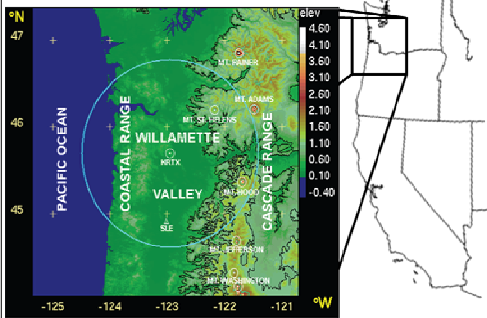 °N
elev
47
46
45
4.60
4.10
3.60
3.10
2.60
2.10
1.60
1.10
0.60
0.10
-0.40
MT. RAINER
MT. ADAMS
MT. ST. HELENS
PACIFIC OCEAN
COASTAL RANGE
WILLAMETTE
KRTX
VALLEY
MT. HOOD
CASCADE RANGE
SLE
MT. JEFFERSON
MT. WASHINGTON
-125
-124
-123
-122
-121
°W